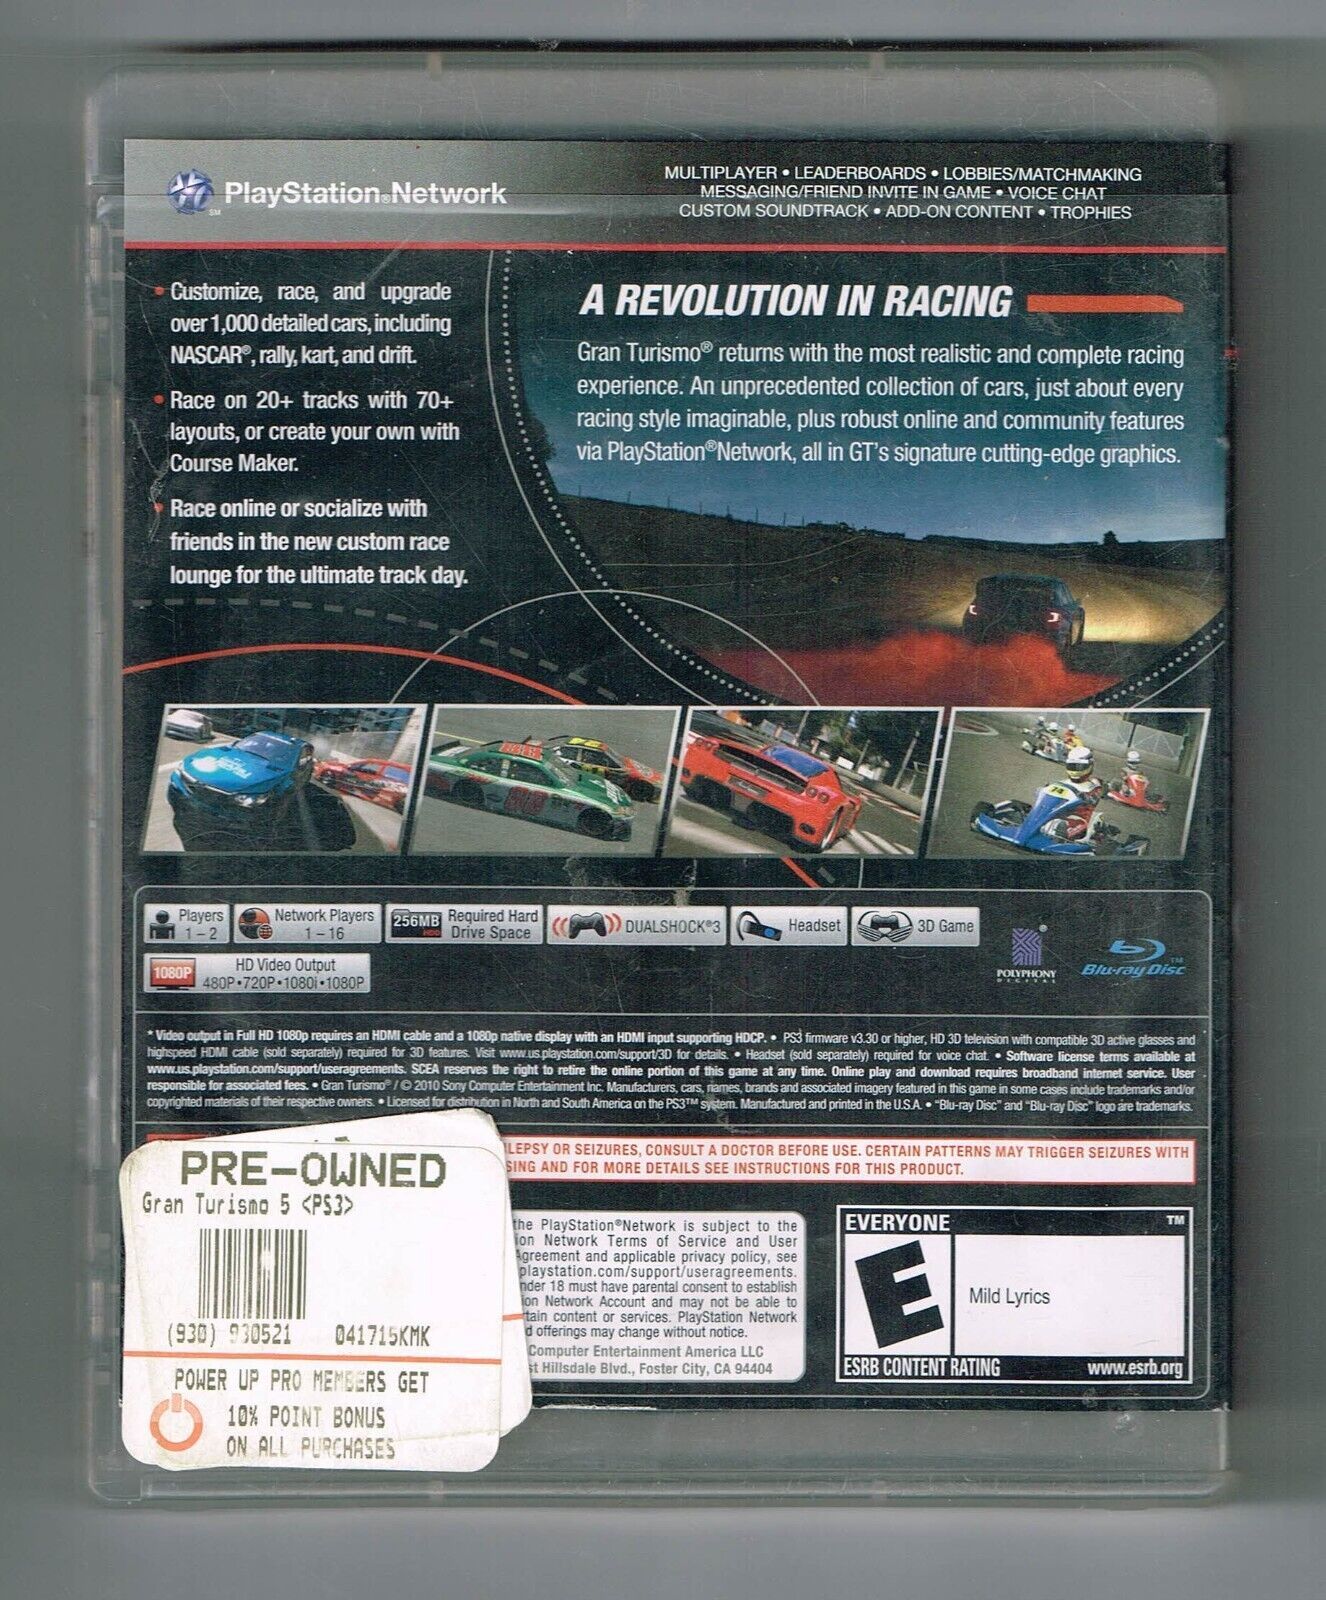 PlayStation®Network
SM
MULTIPLAYER • LEADERBOARDS • LOBBIES/MATCHMAKING
MESSAGING/FRIEND INVITE IN GAME • VOICE CHAT
CUSTOM SOUNDTRACK • ADD-ON CONTENT • TROPHIES
• Customize, race, and upgrade
over 1,000 detailed cars, including
NASCAR®, rally, kart, and drift.
• Race on 20+ tracks with 70+
layouts, or create your own with
Course Maker.
• Race online or socialize with
friends in the new custom race
lounge for the ultimate track day.
A REVOLUTION IN RACING
Gran Turismo® returns with the most realistic and complete racing
experience. An unprecedented collection of cars, just about every
racing style imaginable, plus robust online and community features
via PlayStation®Network, all in GT's signature cutting-edge graphics.
88
74
Players
1 – 2
Network Players
1 – 16
256MB
HDD
Required Hard
Drive Space
DUALSHOCK®3
Headset
3D Game
1080P
HD Video Output
480P • 720P • 1080i • 1080P
POLYPHONY
DIGITAL
®
Blu-ray Disc™
* Video output in Full HD 1080p requires an HDMI cable and a 1080p native display with an HDMI input supporting HDCP. • PS3 firmware v3.30 or higher, HD 3D television with compatible 3D active glasses and
highspeed HDMI cable (sold separately) required for 3D features. Visit www.us.playstation.com/support/3D for details. • Headset (sold separately) required for voice chat. • Software license terms available at
www.us.playstation.com/support/useragreements. SCEA reserves the right to retire the online portion of this game at any time. Online play and download requires broadband internet service. User
responsible for associated fees. • Gran Turismo® / © 2010 Sony Computer Entertainment Inc. Manufacturers, cars, names, brands and associated imagery featured in this game in some cases include trademarks and/or
copyrighted materials of their respective owners. • Licensed for distribution in North and South America on the PS3™ system. Manufactured and printed in the U.S.A. • "Blu-ray Disc" and "Blu-ray Disc" logo are trademarks.
LEPSY OR SEIZURES, CONSULT A DOCTOR BEFORE USE. CERTAIN PATTERNS MAY TRIGGER SEIZURES WITH
SING AND FOR MORE DETAILS SEE INSTRUCTIONS FOR THIS PRODUCT.
PRE-OWNED
Gran Turismo 5 <PS3>
(930) 930521 041715KMK
POWER UP PRO MEMBERS GET
10% POINT BONUS
ON ALL PURCHASES
the PlayStation®Network is subject to the
ion Network Terms of Service and User
Agreement and applicable privacy policy, see
playstation.com/support/useragreements.
nder 18 must have parental consent to establish
ion Network Account and may not be able to
tain content or services. PlayStation Network
d offerings may change without notice.
Computer Entertainment America LLC
st Hillsdale Blvd., Foster City, CA 94404
EVERYONE
TM
E
Mild Lyrics
ESRB CONTENT RATING www.esrb.org